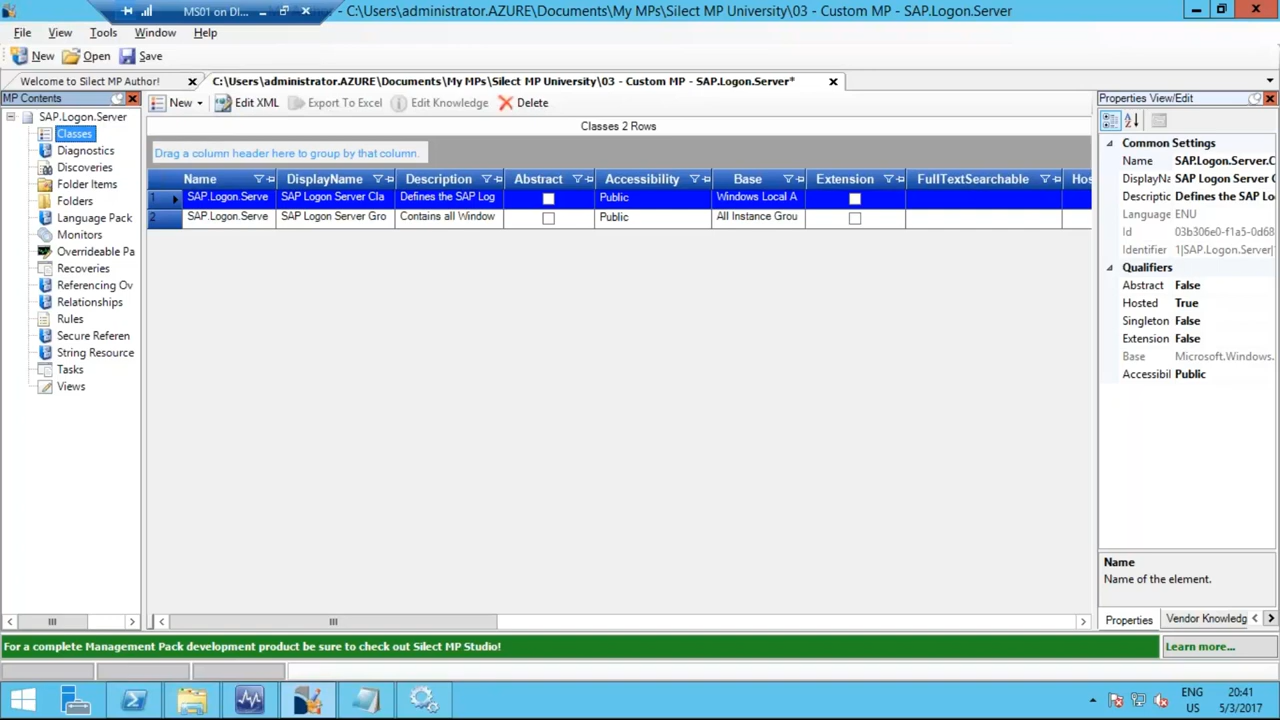 MS01 on DI...
- C:\Users\administrator.AZURE\Documents\My MPs\Silect MP University\03 - Custom MP - SAP.Logon.Server
File View Tools Window Help
New Open Save
Welcome to Silect MP Author!
C:\Users\administrator.AZURE\Documents\My MPs\Silect MP University\03 - Custom MP - SAP.Logon.Server*
MP Contents
SAP.Logon.Server
Classes
Diagnostics
Discoveries
Folder Items
Folders
Language Pack
Monitors
Overrideable Pa
Recoveries
Referencing Ov
Relationships
Rules
Secure Referen
String Resource
Tasks
Views
New Edit XML Export To Excel Edit Knowledge Delete
Classes 2 Rows
Drag a column header here to group by that column.
Name DisplayName Description Abstract Accessibility Base Extension FullTextSearchable Hos
1 SAP.Logon.Serve SAP Logon Server Cla Defines the SAP Log Public Windows Local A
2 SAP.Logon.Serve SAP Logon Server Gro Contains all Window Public All Instance Grou
Properties View/Edit
Common Settings
Name SAP.Logon.Server.C
DisplayNa SAP Logon Server C
Descriptic Defines the SAP Lo
Language ENU
Id 03b306e0-f1a5-0d68
Identifier 1|SAP.Logon.Server|
Qualifiers
Abstract False
Hosted True
Singleton False
Extension False
Base Microsoft.Windows.
Accessibil Public
Name
Name of the element.
Properties Vendor Knowledg
For a complete Management Pack development product be sure to check out Silect MP Studio!
Learn more...
ENG
US
20:41
5/3/2017